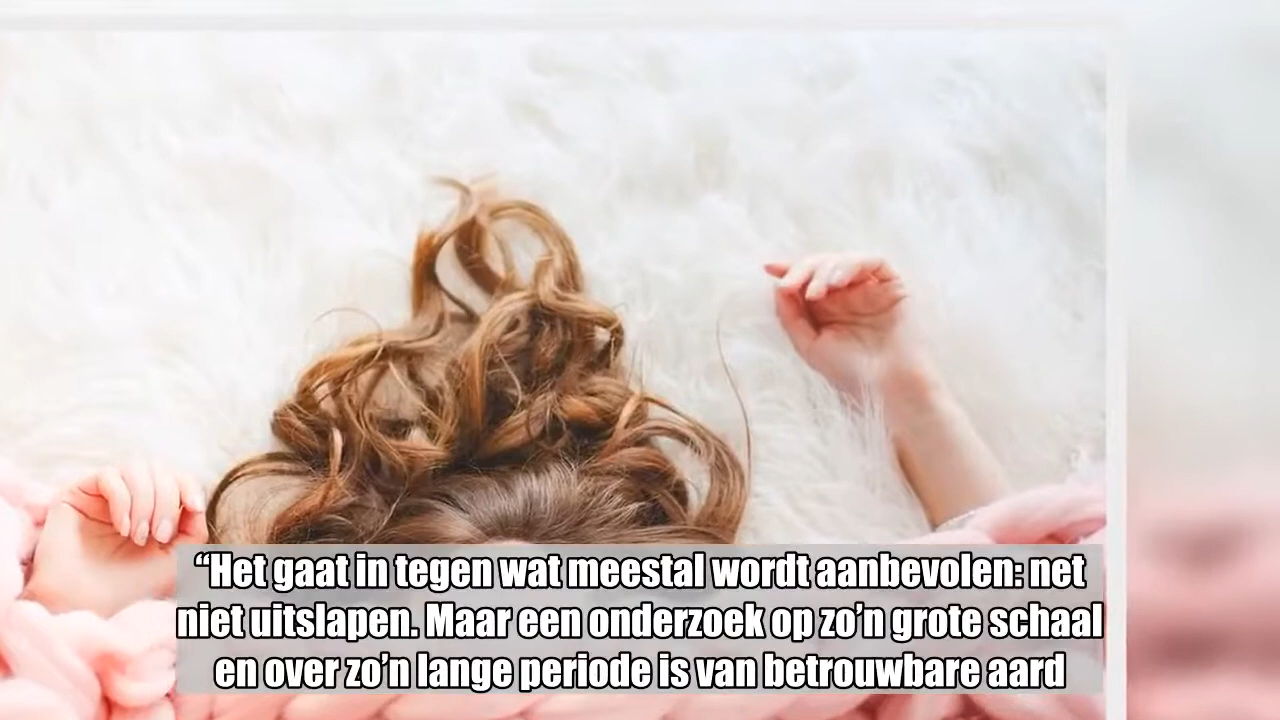 “Het gaat in tegen wat meestal wordt aanbevolen: net
niet uitslapen. Maar een onderzoek op zo’n grote schaal
en over zo’n lange periode is van betrouwbare aard